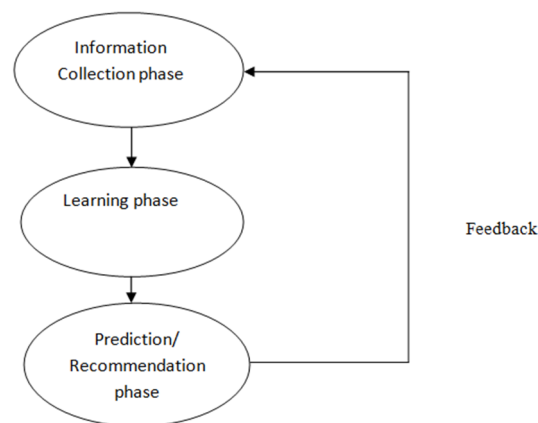 Information
Collection phase
Learning phase
Feedback
Prediction/
Recommendation
phase